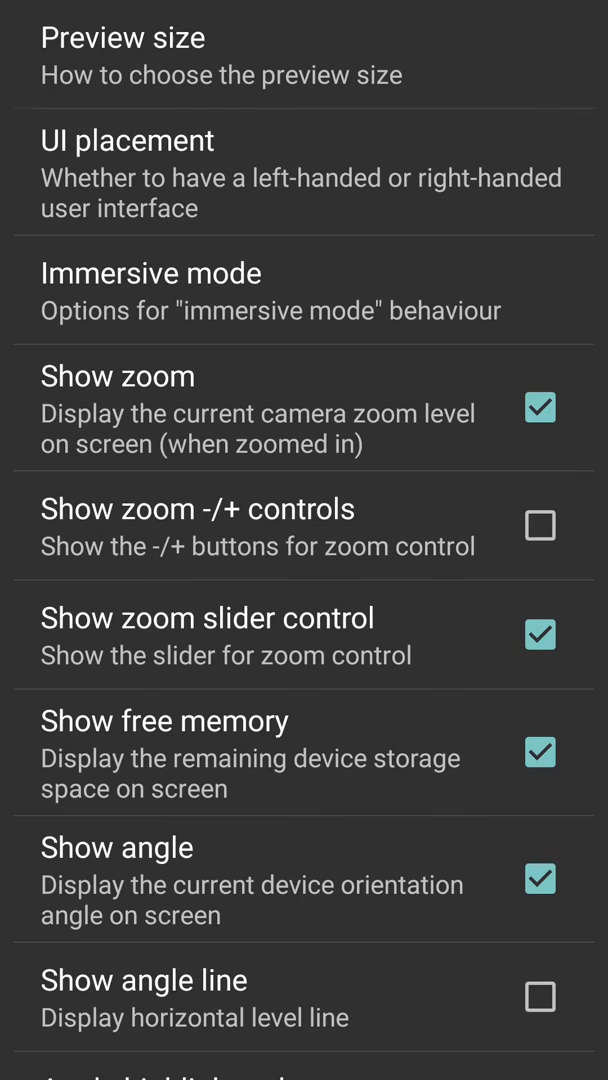 Preview size
How to choose the preview size
UI placement
Whether to have a left-handed or right-handed
user interface
Immersive mode
Options for "immersive mode" behaviour
Show zoom
Display the current camera zoom level
on screen (when zoomed in)
Show zoom -/+ controls
Show the -/+ buttons for zoom control
Show zoom slider control
Show the slider for zoom control
Show free memory
Display the remaining device storage
space on screen
Show angle
Display the current device orientation
angle on screen
Show angle line
Display horizontal level line